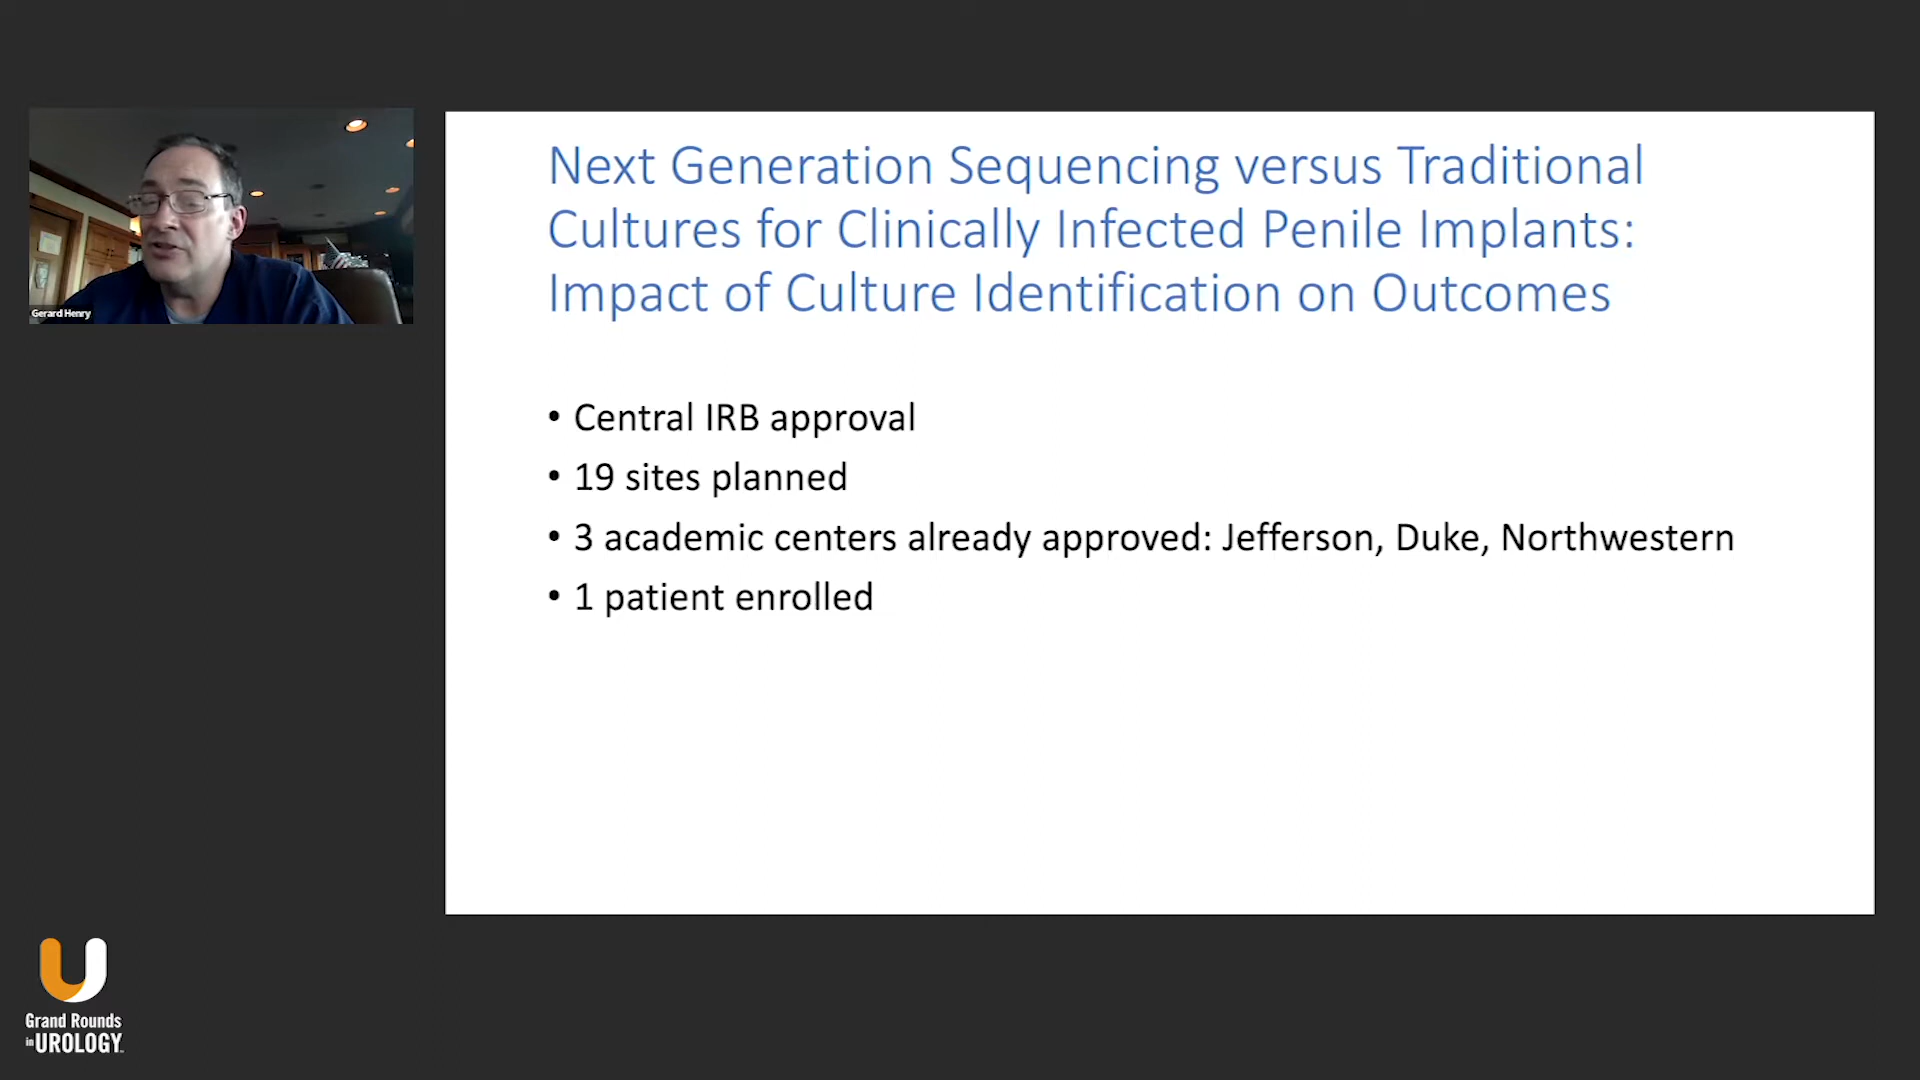 Gerard Henry
Next Generation Sequencing versus Traditional
Cultures for Clinically Infected Penile Implants:
Impact of Culture Identification on Outcomes
• Central IRB approval
• 19 sites planned
• 3 academic centers already approved: Jefferson, Duke, Northwestern
• 1 patient enrolled
Grand Rounds
in UROLOGY